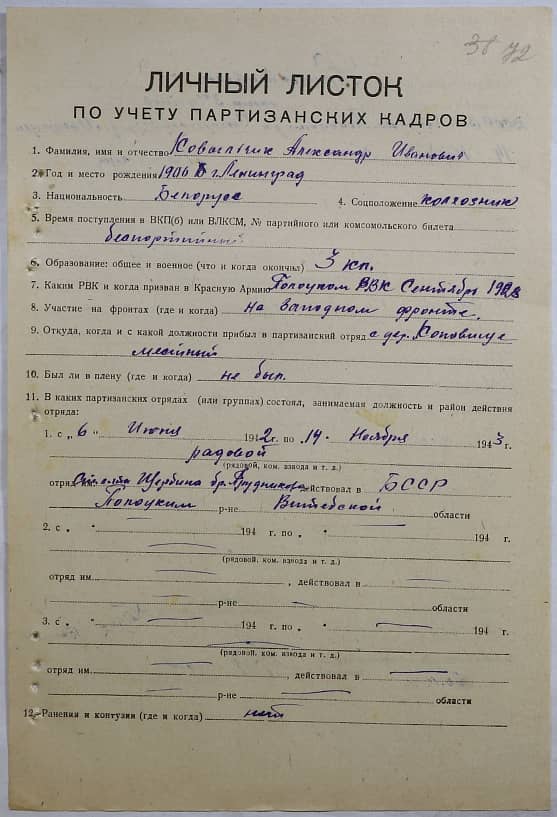 38 72
ЛИЧНЫЙ ЛИСТОК
ПО УЧЕТУ ПАРТИЗАНСКИХ КАДРОВ
1. Фамилия, имя и отчество Ковальчик Александр Иванович
2. Год и место рождения 1906 г Ленинград
3. Национальность Белорус 4. Соцположение колхозник
5. Время поступления в ВКП(б) или ВЛКСМ, № партийного или комсомольского билета
беспартийный
6. Образование: общее и военное (что и когда окончил) 3 кл.
7. Каким РВК и когда призван в Красную Армию Полоцком РВК Сентябрь 1928
8. Участие на фронтах (где и когда) на западном фронте.
9. Откуда, и с какой должности прибыл в партизанский отряд с дер.
местный
10. Был ли в плену (где и когда) не был.
11. В каких партизанских отрядах (или группах) состоял, занимаемая должность и район действия
отряда:
1. с „ 6 " Июня 1942 г. по „ 14 " Ноября 1943 г.
рядовой
(рядовой, ком. взвода и т. д.)
отряд им. Щербина бр. Прудникова действовал в БССР
Полоцким р-не Витебской области
2. с „ " 194 г. по „ " 194 г.
(рядовой, ком. взвода и т. д.)
отряд им. , действовал в
р-не области
3. с „ " 194 г. по „ " 194 г.
(рядовой, ком. взвода и т. д.)
отряд им. , действовал в
р-не области
12. Ранения и контузии (где и когда) нет